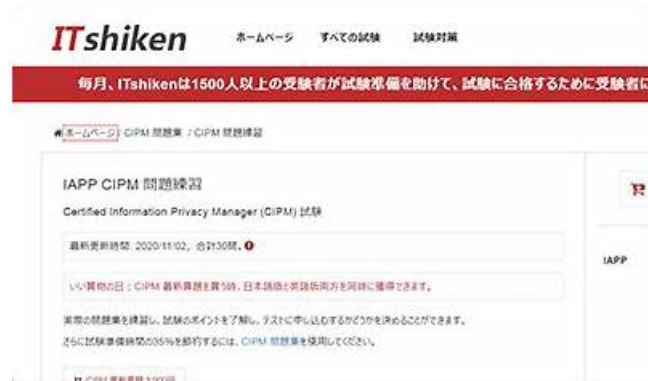 ITshiken ホームページ すべての試験 試験対策
毎月、ITshikenは1500人以上の受験者が試験準備を助けて、試験に合格するために受験者に
ホームページ / CIPM 問題集 / CIPM 問題練習
IAPP CIPM 問題練習
Certified Information Privacy Manager (CIPM) 試験
最新更新時間: 2020/11/02, 合計30問。
いい買物の日:CIPM 最新真題を買う時、日本語版と英語版両方を同時に獲得できます。
IAPP
実際の問題集を練習し、試験のポイントを了解し、テストに申し込むするかどうかを決めることができます。
さらに試験準備時間の35%を節約するには、CIPM 問題集を使用してください。